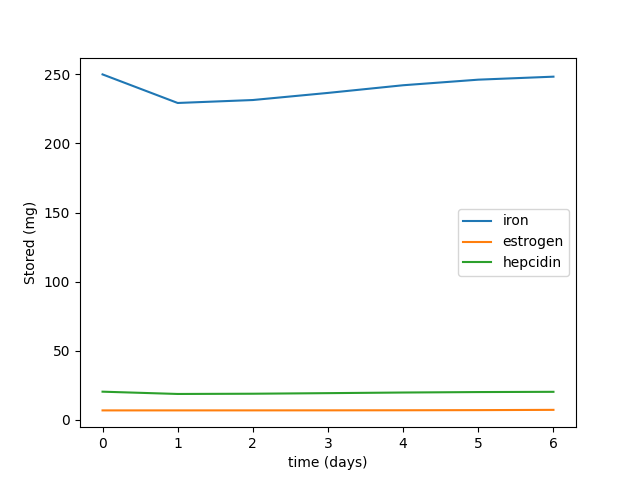 250
200
150
100
50
0
Stored (mg)
iron
estrogen
hepcidin
0 1 2 3 4 5 6
time (days)